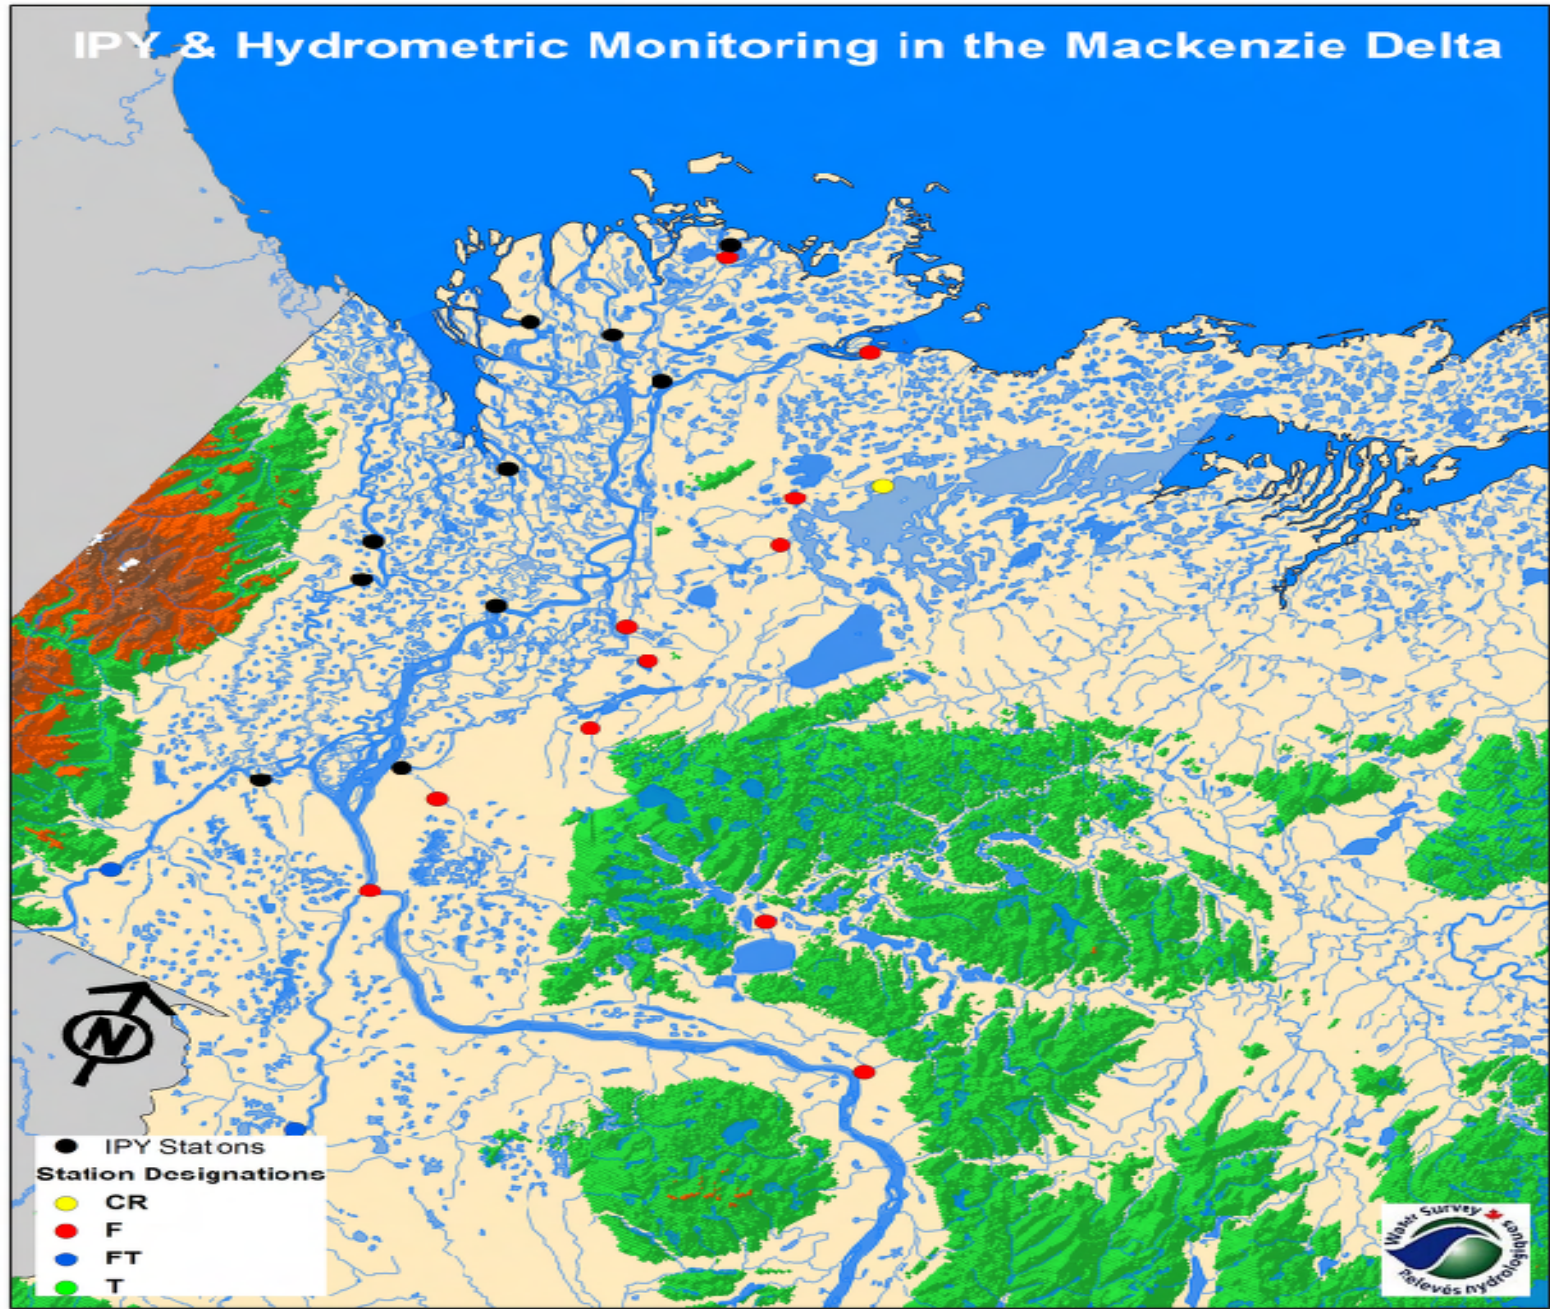 IPY & Hydrometric Monitoring in the Mackenzie Delta
N
IPY Statons
Station Designations
CR
F
FT
T
Water Survey
Relevés hydrologiques